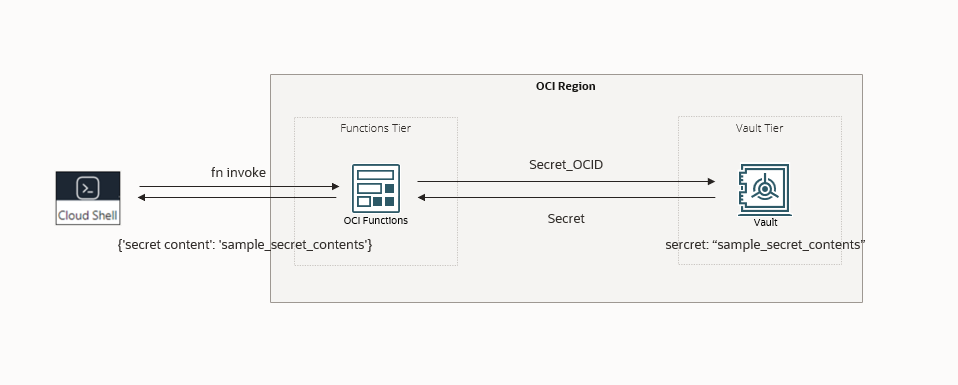 OCI Region
Functions Tier
Vault Tier
fn invoke
Secret_OCID
Cloud Shell
OCI Functions
Secret
Vault
{'secret content': 'sample_secret_contents'}
sercret: “sample_secret_contents”